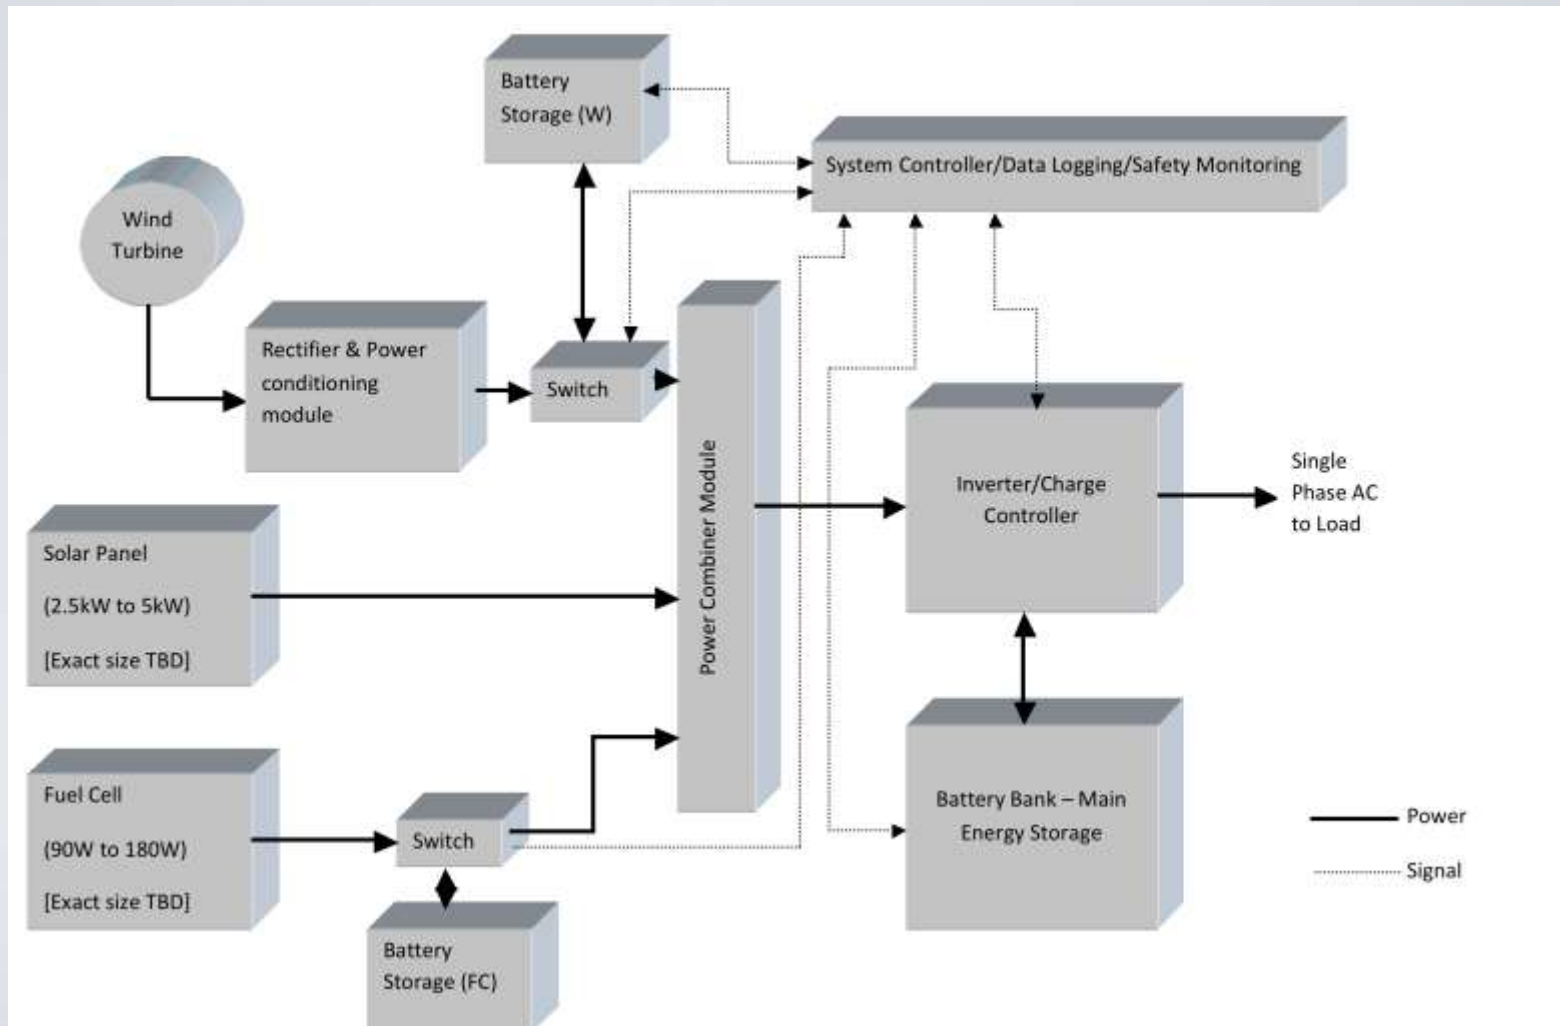 Battery
Storage (W)
System Controller/Data Logging/Safety Monitoring
Wind
Turbine
Rectifier & Power
conditioning
module
Switch
Power Combiner Module
Inverter/Charge
Controller
Single
Phase AC
to Load
Solar Panel
(2.5kW to 5kW)
[Exact size TBD]
Fuel Cell
(90W to 180W)
[Exact size TBD]
Switch
Battery
Storage (FC)
Battery Bank – Main
Energy Storage
Power
Signal